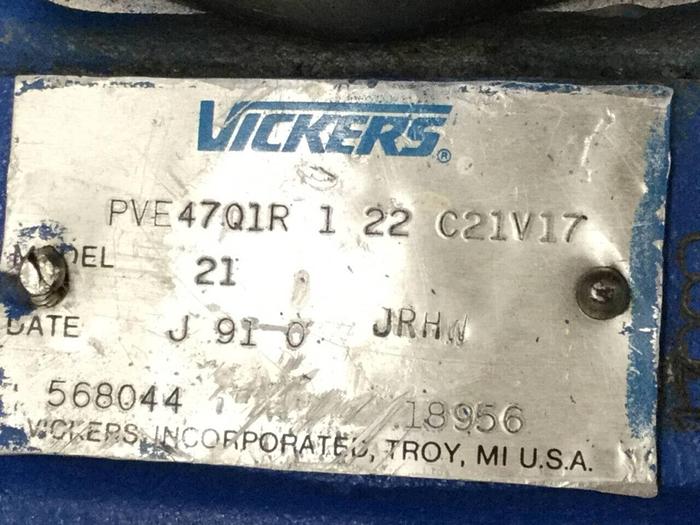 VICKERS®
PVE47Q1R 1 22 C21V17
MODEL 21
DATE J 91 0 JRHW
568044 18956
VICKERS, INCORPORATED, TROY, MI U.S.A.